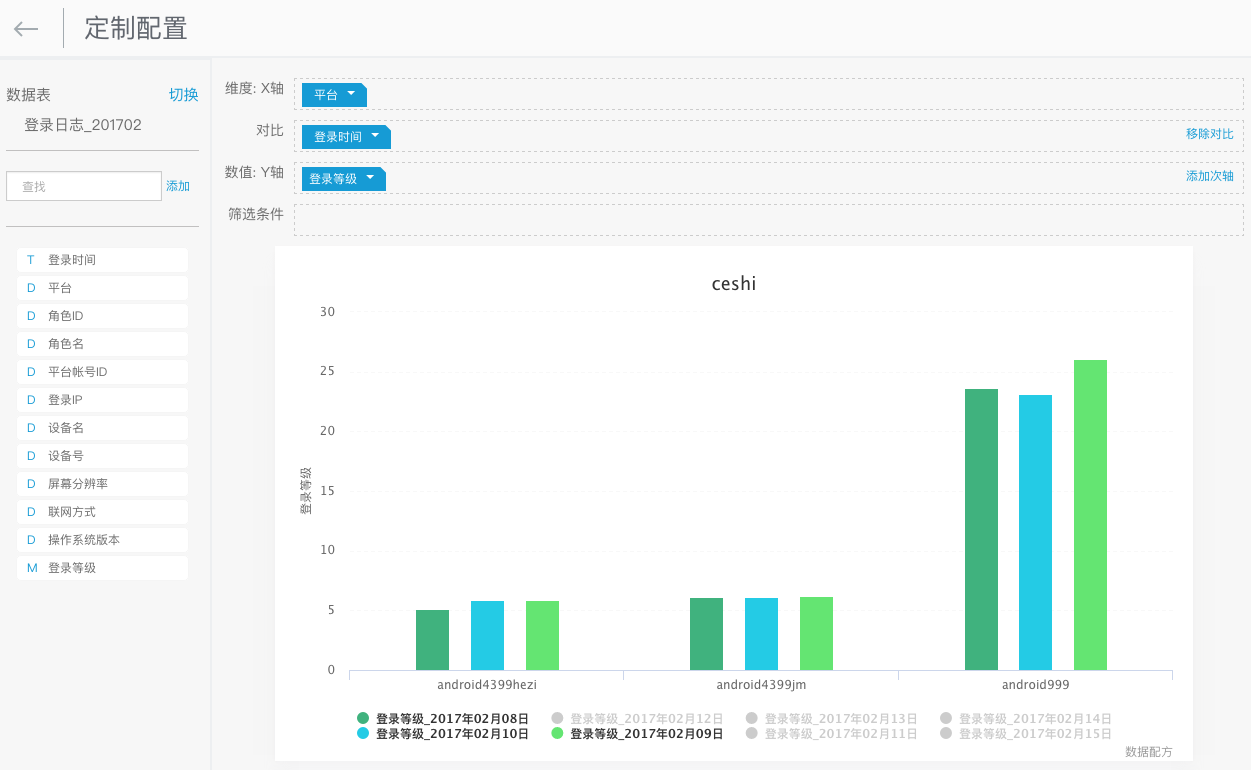 定制配置
数据表 切换
登录日志_201702
查找 添加
T 登录时间
D 平台
D 角色ID
D 角色名
D 平台帐号ID
D 登录IP
D 设备名
D 设备号
D 屏幕分辨率
D 联网方式
D 操作系统版本
M 登录等级
维度: X轴 平台
对比 登录时间 移除对比
数值: Y轴 登录等级 添加次轴
筛选条件
ceshi
30
25
20
15
10
5
0
登录等级
android4399hezi android4399jm android999
登录等级_2017年02月08日 登录等级_2017年02月12日 登录等级_2017年02月13日 登录等级_2017年02月14日
登录等级_2017年02月10日 登录等级_2017年02月09日 登录等级_2017年02月11日 登录等级_2017年02月15日
数据配方